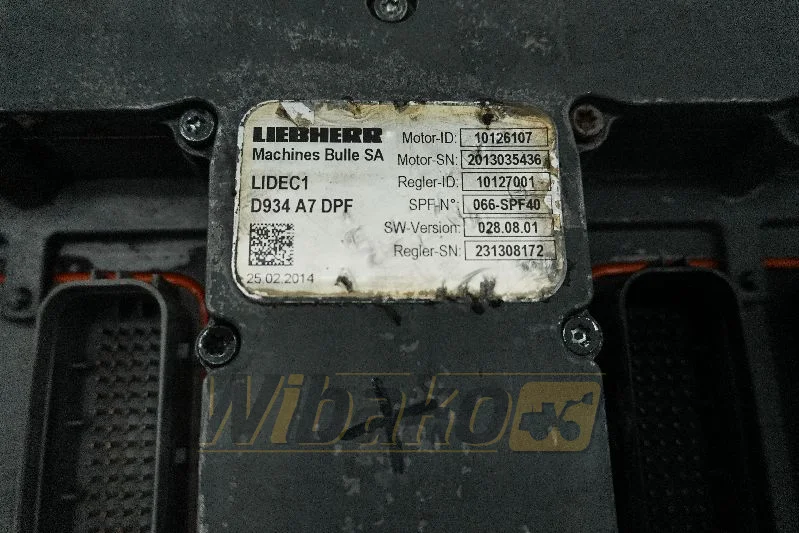 LIEBHERR
Machines Bulle SA
LIDEC1
D934 A7 DPF
25.02.2014
Motor-ID: 10126107
Motor-SN: 2013035436
Regler-ID: 10127001
SPF-N°: 066-SPF40
SW-Version: 028.08.01
Regler-SN: 231308172
Wibako